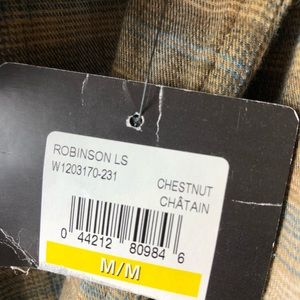 ROBINSON LS
W1203170-231
CHESTNUT
CHÂTAIN
0 44212 80984 6
M/M